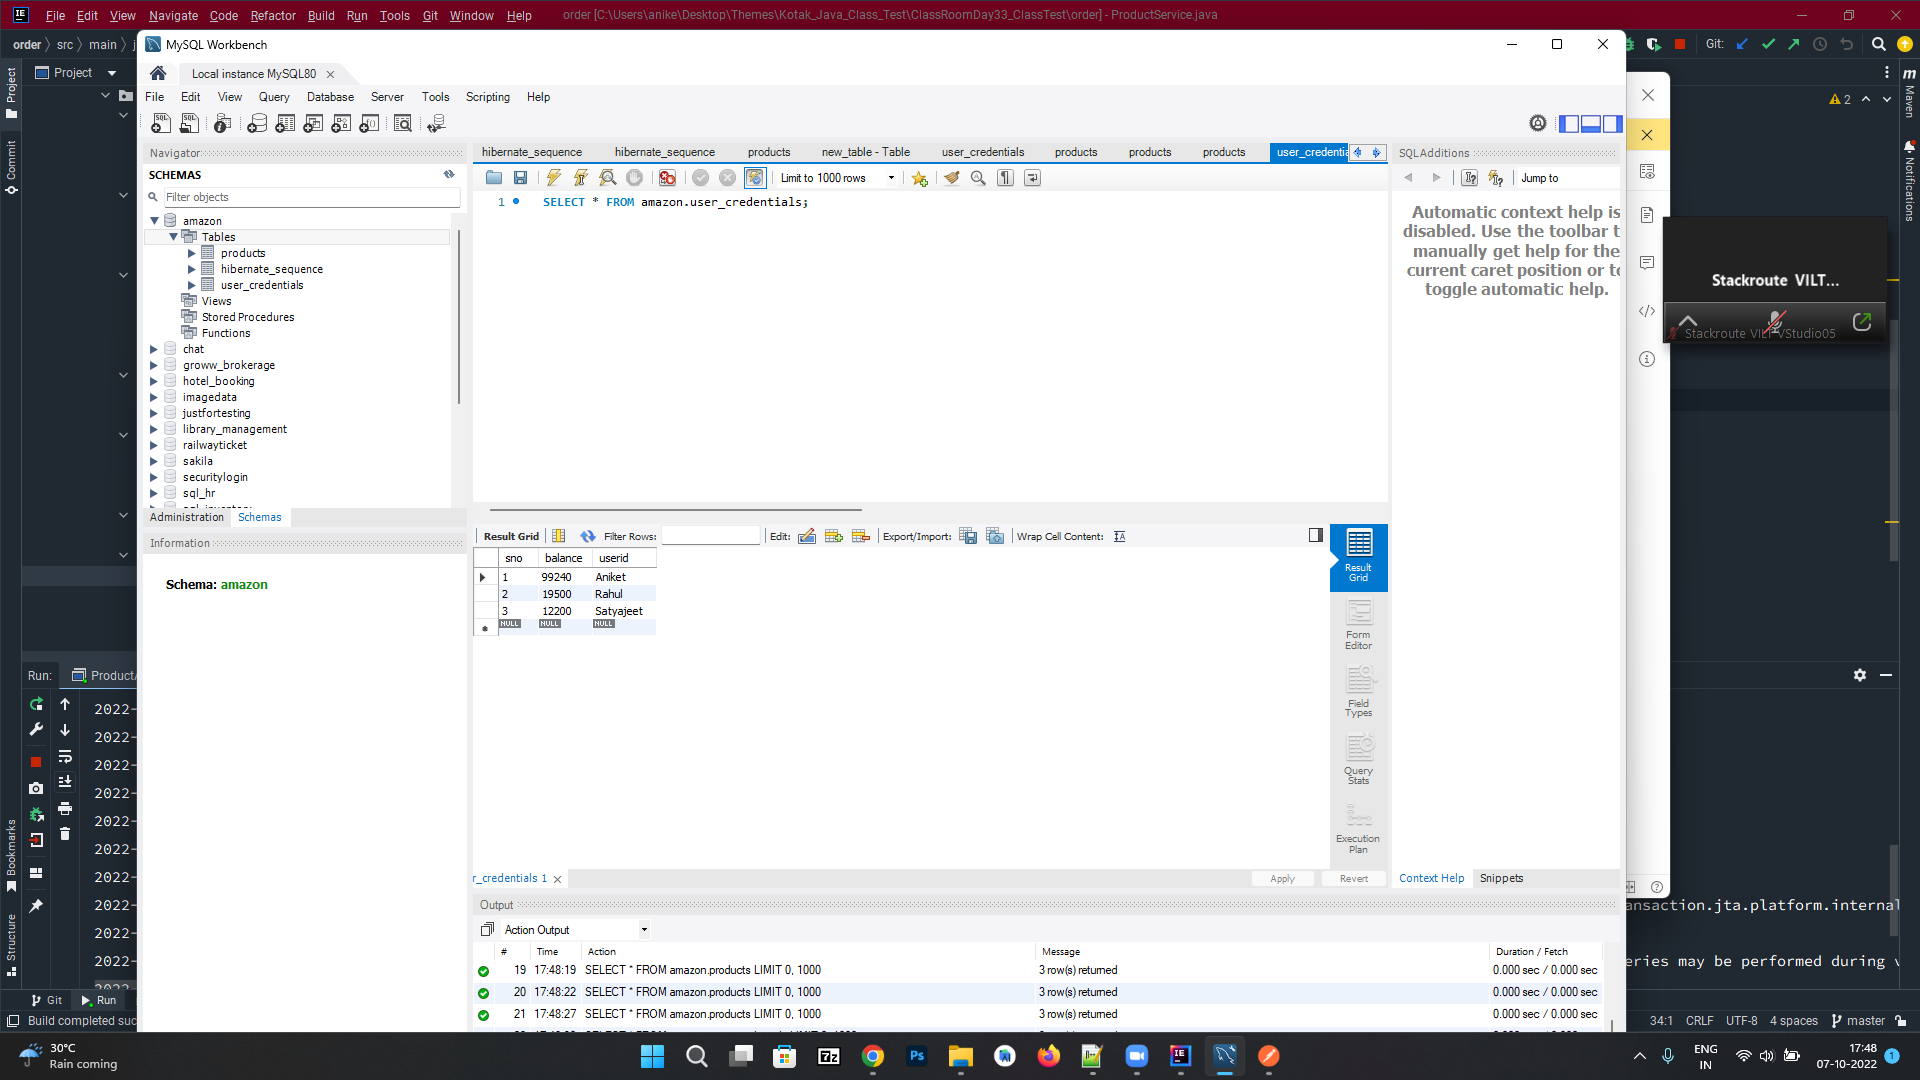 File Edit View Navigate Code Refactor Build Run Tools Git Window Help order [C:\Users\anike\Desktop\Themes\Kotak_Java_Class_Test\ClassRoomDay33_ClassTest\order] - ProductService.java
order src main
Git:
Project
MySQL Workbench
Local instance MySQL80
File Edit View Query Database Server Tools Scripting Help
Navigator
SCHEMAS
Filter objects
amazon
Tables
products
hibernate_sequence
user_credentials
Views
Stored Procedures
Functions
chat
groww_brokerage
hotel_booking
imagedata
justfortesting
library_management
railwayticket
sakila
securitylogin
sql_hr
Administration Schemas
Information
Schema: amazon
hibernate_sequence hibernate_sequence products new_table - Table user_credentials products products products user_credentia
Limit to 1000 rows
1 SELECT * FROM amazon.user_credentials;
SQLAdditions
Jump to
Automatic context help is
disabled. Use the toolbar t
manually get help for the
current caret position or to
toggle automatic help.
Result Grid Filter Rows: Edit: Export/Import: Wrap Cell Content:
sno balance userid
1 99240 Aniket
2 19500 Rahul
3 12200 Satyajeet
NULL NULL NULL
Result
Grid
Form
Editor
Field
Types
Query
Stats
Execution
Plan
r_credentials 1 Apply Revert
Context Help Snippets
Output
Action Output
# Time Action Message Duration / Fetch
19 17:48:19 SELECT * FROM amazon.products LIMIT 0, 1000 3 row(s) returned 0.000 sec / 0.000 sec
20 17:48:22 SELECT * FROM amazon.products LIMIT 0, 1000 3 row(s) returned 0.000 sec / 0.000 sec
21 17:48:27 SELECT * FROM amazon.products LIMIT 0, 1000 3 row(s) returned 0.000 sec / 0.000 sec
2
Maven
Notifications
Stackroute VILT...
Stackroute VILT VStudio05
Project
Commit
Bookmarks
Structure
Run: Product
2022-
2022-
2022-
2022-
2022-
2022-
2022-
2022-
2022-
2022-
ansaction.jta.platform.internal
eries may be performed during v
Git Run
Build completed suc
34:1 CRLF UTF-8 4 spaces master
30°C
Rain coming
Ps
ENG
IN
17:48
07-10-2022
1